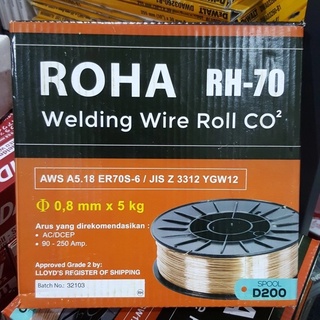 ROHA RH-70
Welding Wire Roll CO²
AWS A5.18 ER70S-6 / JIS Z 3312 YGW12
Φ 0,8 mm x 5 kg
Arus yang direkomendasikan :
• AC/DCEP
• 90 - 250 Amp.
Approved Grade 2 by:
LLOYD'S REGISTER OF SHIPPING
Batch No.: 32103
SPOOL
D200
DEWALT